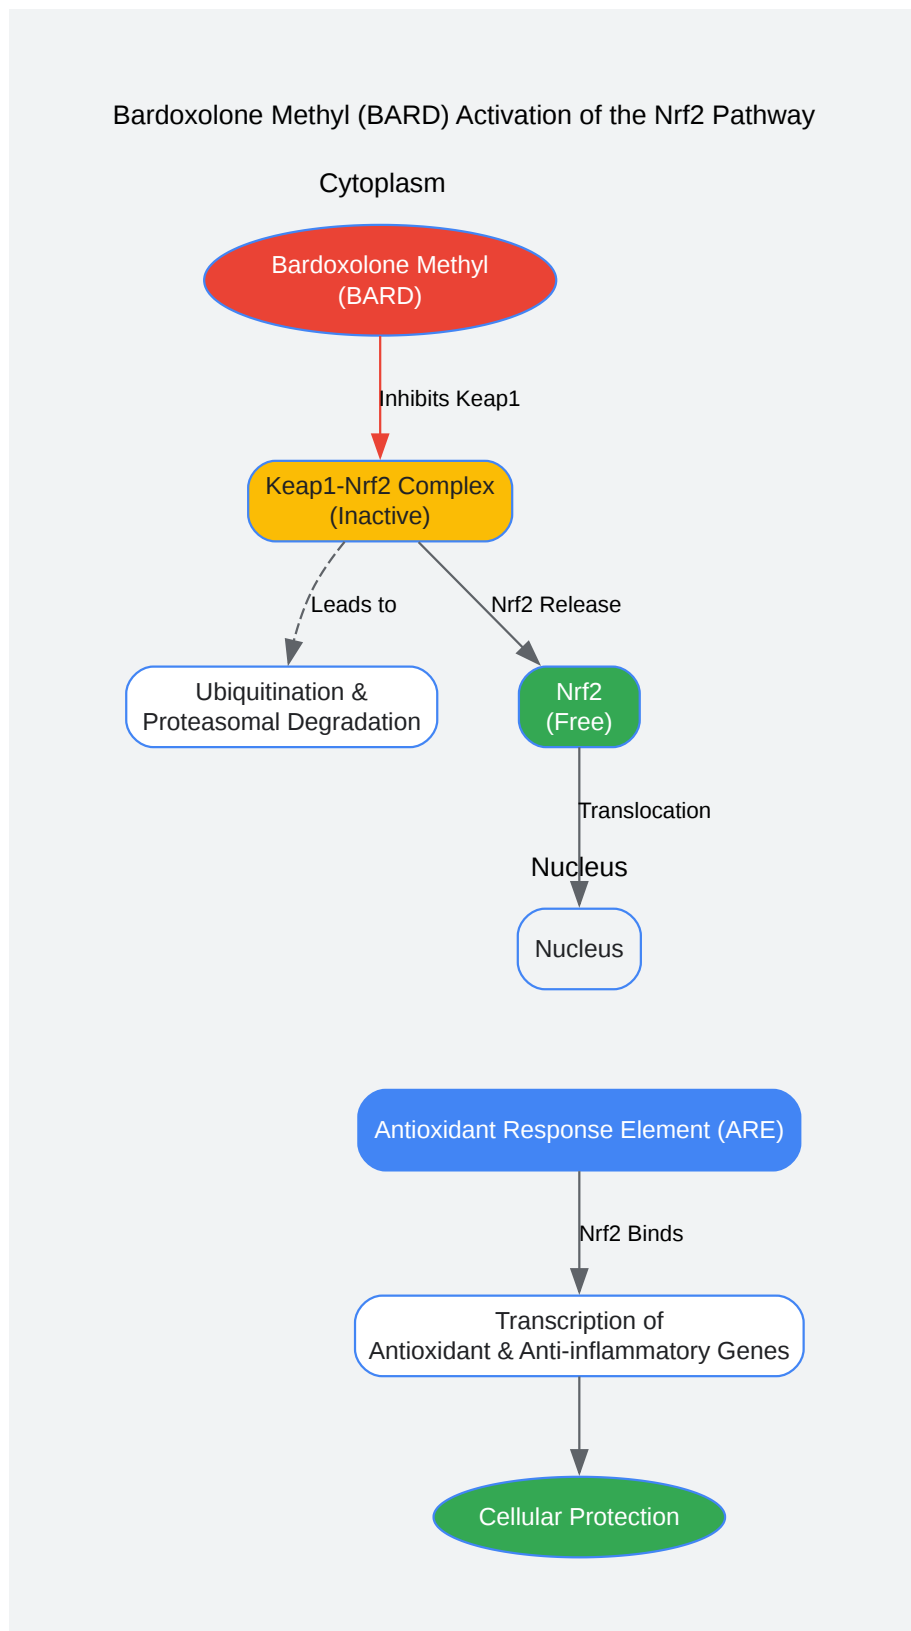 Bardoxolone Methyl (BARD) Activation of the Nrf2 Pathway
Cytoplasm
Bardoxolone Methyl
(BARD)
Inhibits Keap1
Keap1-Nrf2 Complex
(Inactive)
Leads to
Nrf2 Release
Ubiquitination &
Proteasomal Degradation
Nrf2
(Free)
Translocation
Nucleus
Nucleus
Antioxidant Response Element (ARE)
Nrf2 Binds
Transcription of
Antioxidant & Anti-inflammatory Genes
Cellular Protection